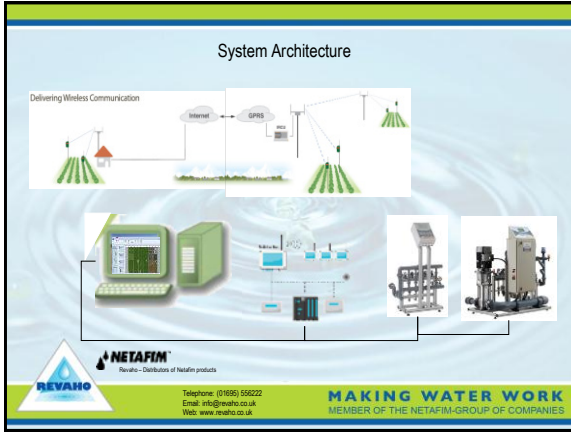 System Architecture
Delivering Wireless Communication
Internet
GPRS
NETAFIM™
Revaho – Distributors of Netafim products
REVAHO
Telephone: (01695) 556222
Email: info@revaho.co.uk
Web: www.revaho.co.uk
MAKING WATER WORK
MEMBER OF THE NETAFIM-GROUP OF COMPANIES